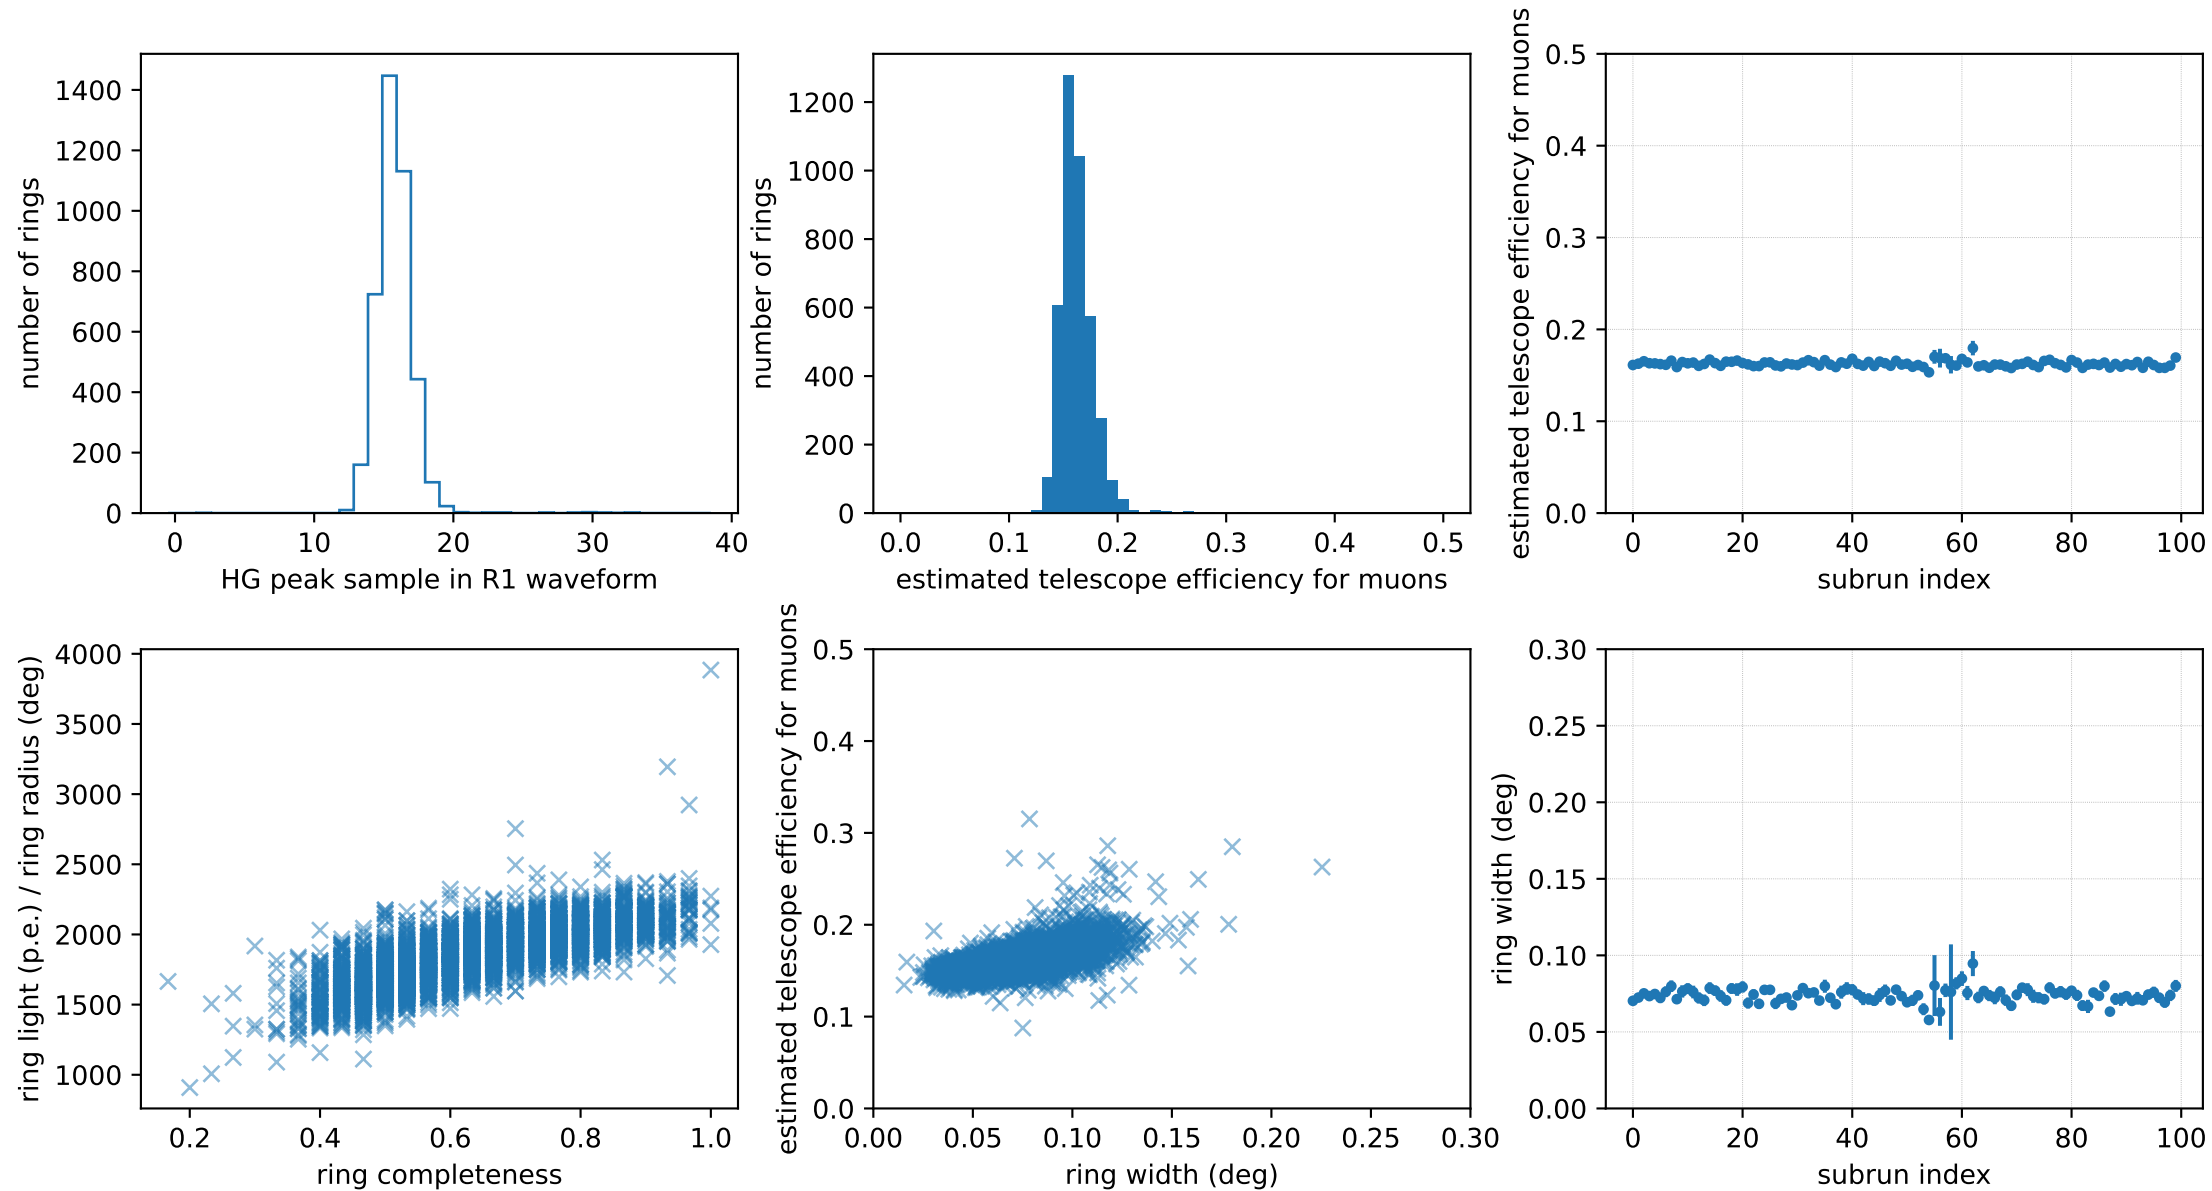 1400
1200
1000
800
600
400
200
0
number of rings
0 10 20 30 40
HG peak sample in R1 waveform
1200
1000
800
600
400
200
0
number of rings
0.0 0.1 0.2 0.3 0.4 0.5
estimated telescope efficiency for muons
0.5
0.4
0.3
0.2
0.1
0.0
estimated telescope efficiency for muons
0 20 40 60 80 100
subrun index
4000
3500
3000
2500
2000
1500
1000
ring light (p.e.) / ring radius (deg)
0.2 0.4 0.6 0.8 1.0
ring completeness
0.5
0.4
0.3
0.2
0.1
0.0
estimated telescope efficiency for muons
0.00 0.05 0.10 0.15 0.20 0.25 0.30
ring width (deg)
0.30
0.25
0.20
0.15
0.10
0.05
0.00
ring width (deg)
0 20 40 60 80 100
subrun index